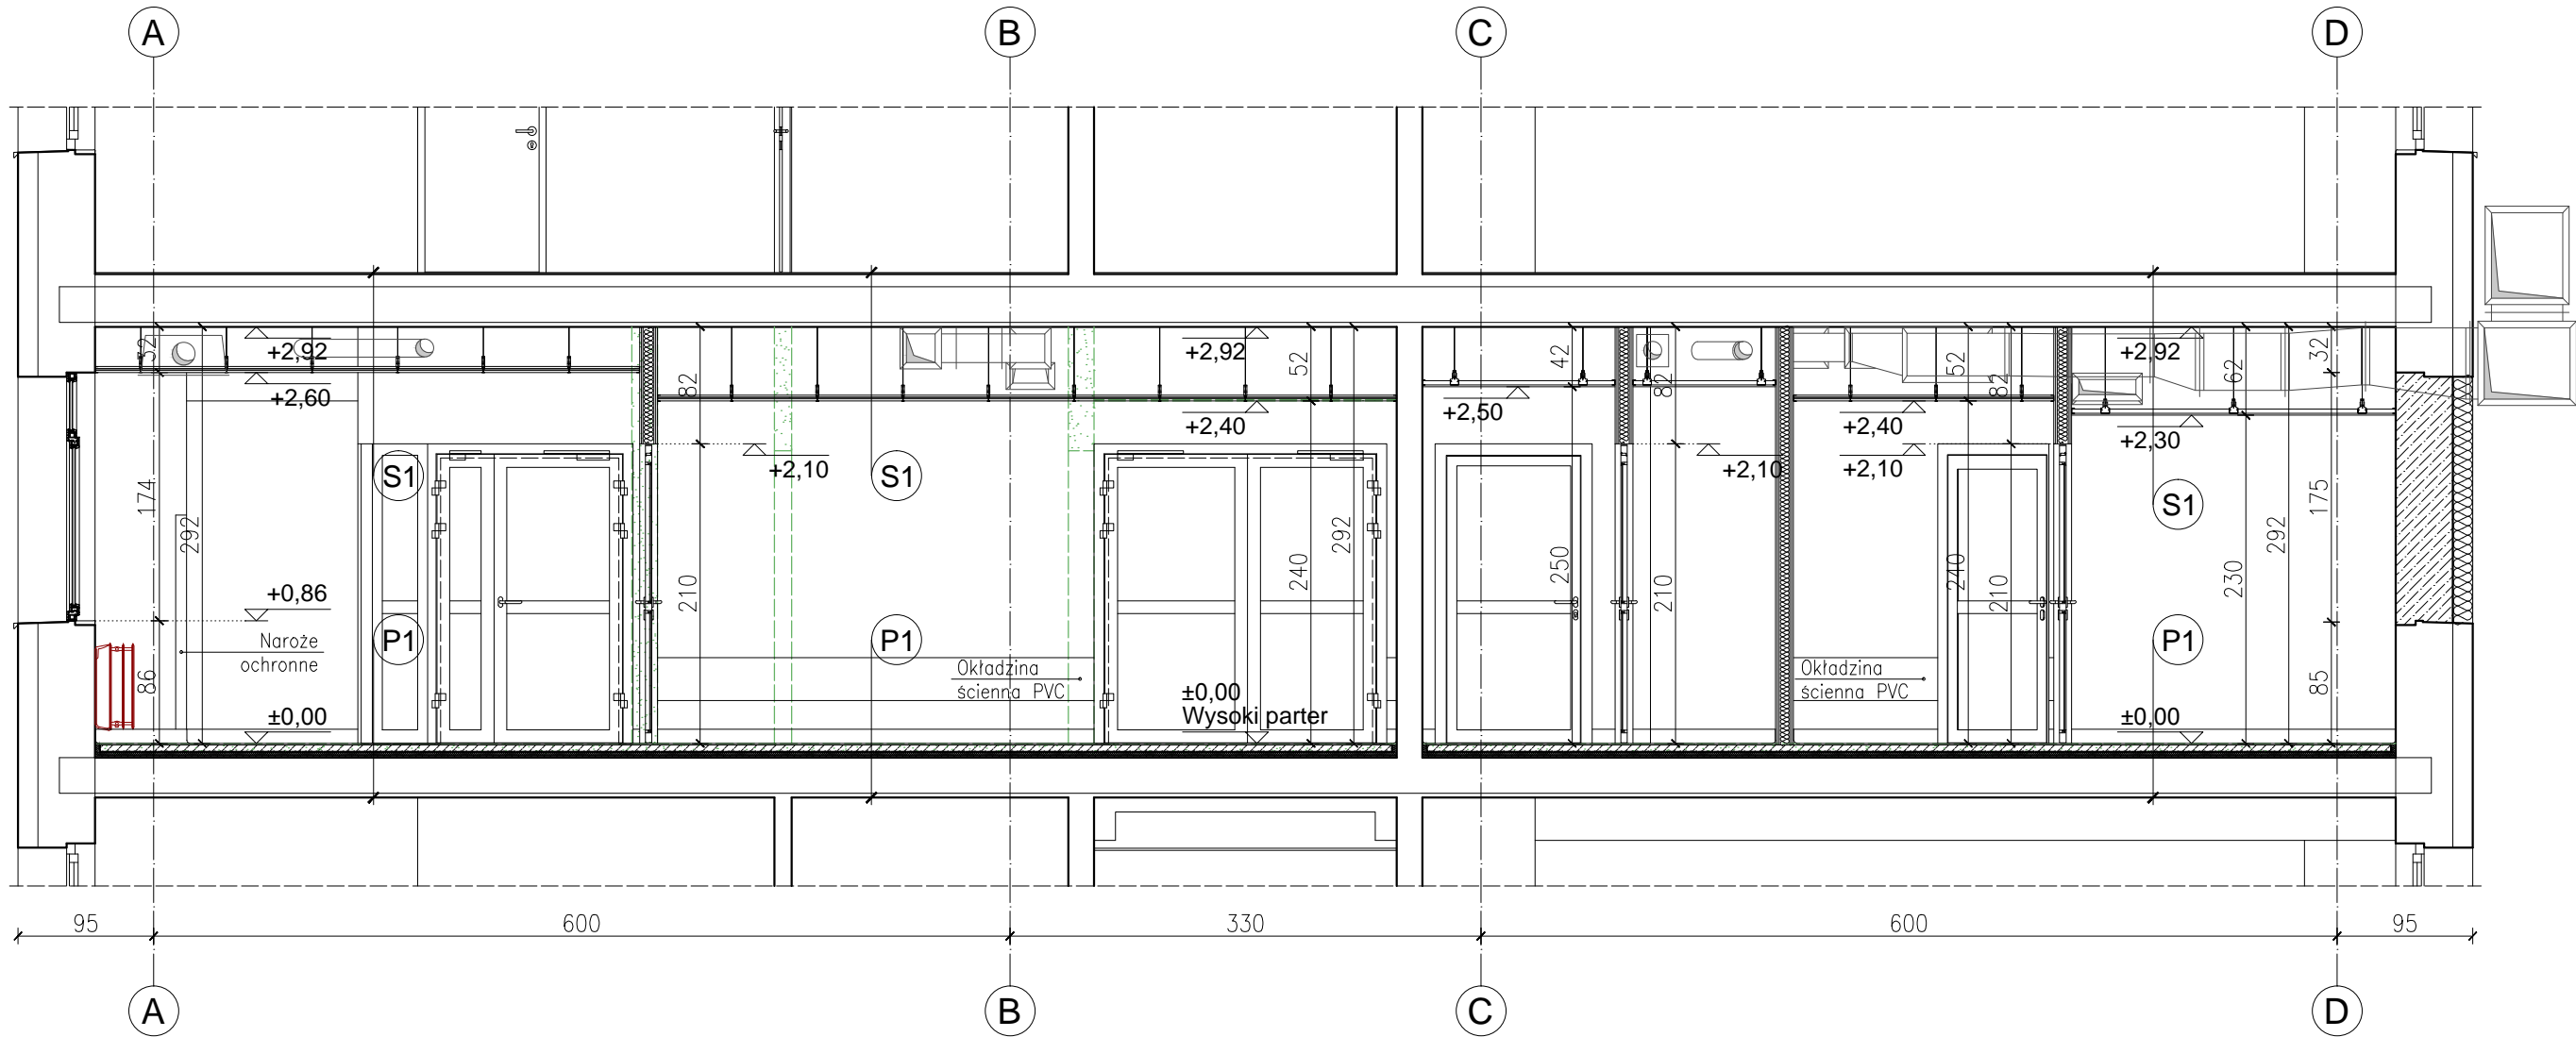 A
B
C
D
32
+2,92
+2,60
82
+2,92
52
+2,40
+2,10
42
+2,50
82
+2,10
52
82
+2,40
+2,10
+2,92
62
32
+2,30
S1
S1
S1
174
292
210
240
292
250
210
240
210
230
292
175
+0,86
Naroże
ochronne
86
±0,00
P1
P1
P1
Okładzina
ścienna PVC
±0,00
Wysoki parter
Okładzina
ścienna PVC
±0,00
85
95
600
330
600
95
A
B
C
D